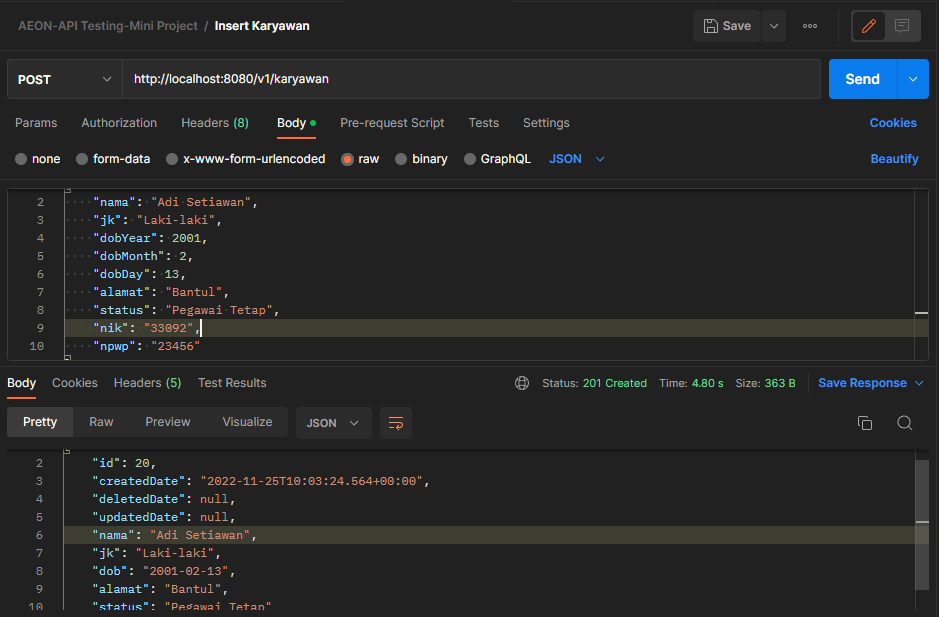 AEON-API Testing-Mini Project / Insert Karyawan Save
POST http://localhost:8080/v1/karyawan Send
Params Authorization Headers (8) Body Pre-request Script Tests Settings Cookies
none form-data x-www-form-urlencoded raw binary GraphQL JSON Beautify
2 "nama": "Adi Setiawan",
3 "jk": "Laki-laki",
4 "dobYear": 2001,
5 "dobMonth": 2,
6 "dobDay": 13,
7 "alamat": "Bantul",
8 "status": "Pegawai Tetap",
9 "nik": "33092",
10 "npwp": "23456"
Body Cookies Headers (5) Test Results Status: 201 Created Time: 4.80 s Size: 363 B Save Response
Pretty Raw Preview Visualize JSON
2 "id": 20,
3 "createdDate": "2022-11-25T10:03:24.564+00:00",
4 "deletedDate": null,
5 "updatedDate": null,
6 "nama": "Adi Setiawan",
7 "jk": "Laki-laki",
8 "dob": "2001-02-13",
9 "alamat": "Bantul",
10 "status": "Pegawai Tetap"